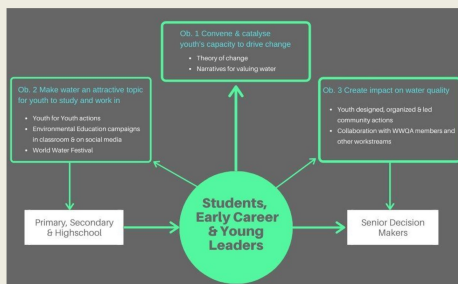 Ob. 1 Convene & catalyse
youth's capacity to drive change
• Theory of change
• Narratives for valuing water
Ob. 2 Make water an attractive topic
for youth to study and work in
• Youth for Youth actions
• Environmental Education campaigns
in classroom & on social media
• World Water Festival
Ob. 3 Create impact on water quality
• Youth designed, organized & led
community actions
• Collaboration with WWQA members and
other workstreams
Primary, Secondary
& Highschool
Students,
Early Career
& Young
Leaders
Senior Decision
Makers